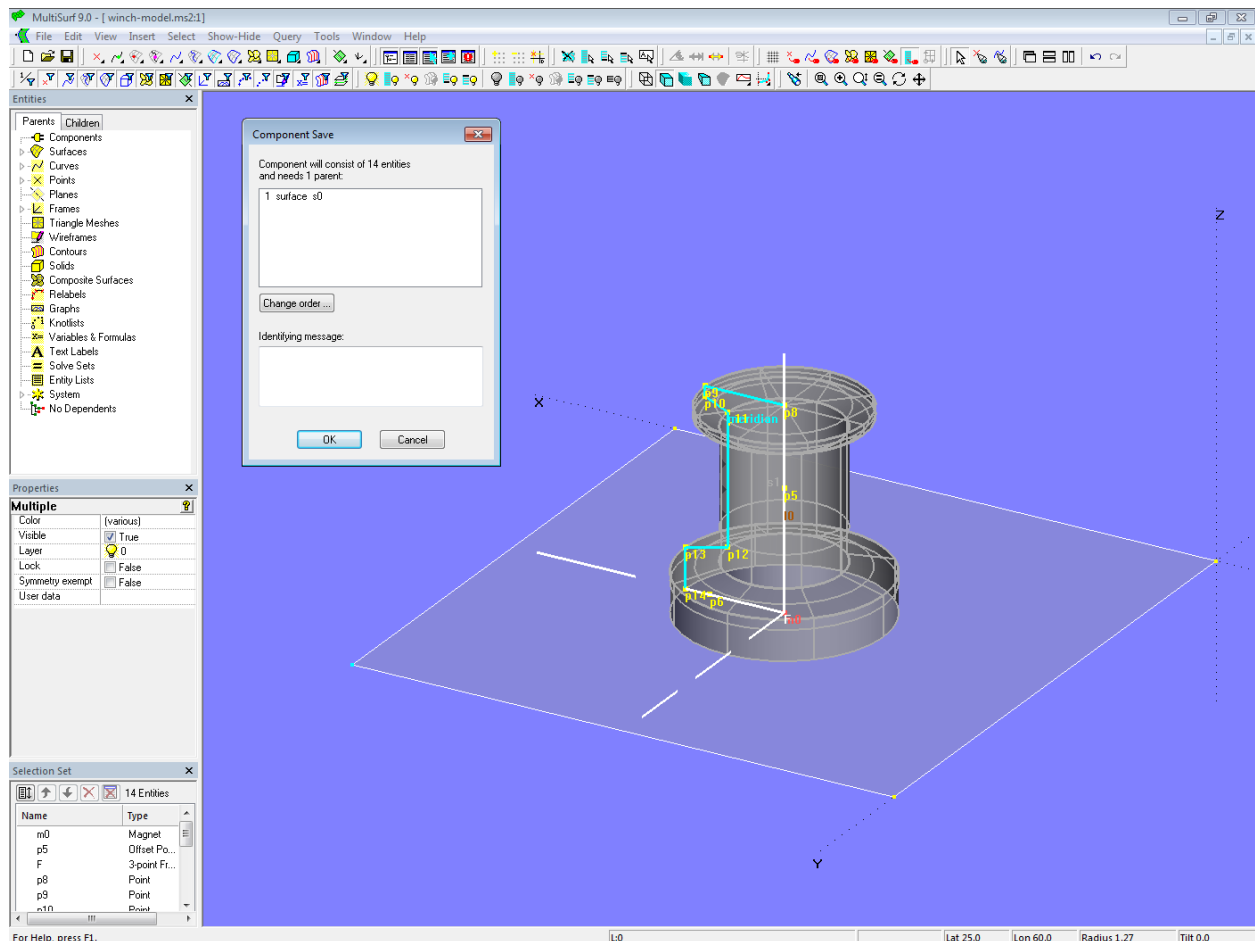 MultiSurf 9.0 - [ winch-model.ms2:1]
File Edit View Insert Select Show-Hide Query Tools Window Help
Entities
Parents Children
Components
Surfaces
Curves
Points
Planes
Frames
Triangle Meshes
Wireframes
Contours
Solids
Composite Surfaces
Relabels
Graphs
Knotlists
Variables & Formulas
Text Labels
Solve Sets
Entity Lists
System
No Dependents
Properties
Multiple
Color (various)
Visible True
Layer 0
Lock False
Symmetry exempt False
User data
Selection Set
14 Entities
Name Type
m0 Magnet
p5 Offset Po...
F 3-point Fr...
p8 Point
p9 Point
p10 Point
Component Save
Component will consist of 14 entities
and needs 1 parent:
1 surface s0
Change order ...
Identifying message:
OK Cancel
Z
X
p9
p10
p11
p8
s1
p5
l0
p13
p12
p14
p6
Y
For Help, press F1.
L:0
Lat 25.0 Lon 60.0 Radius 1.27 Tilt 0.0